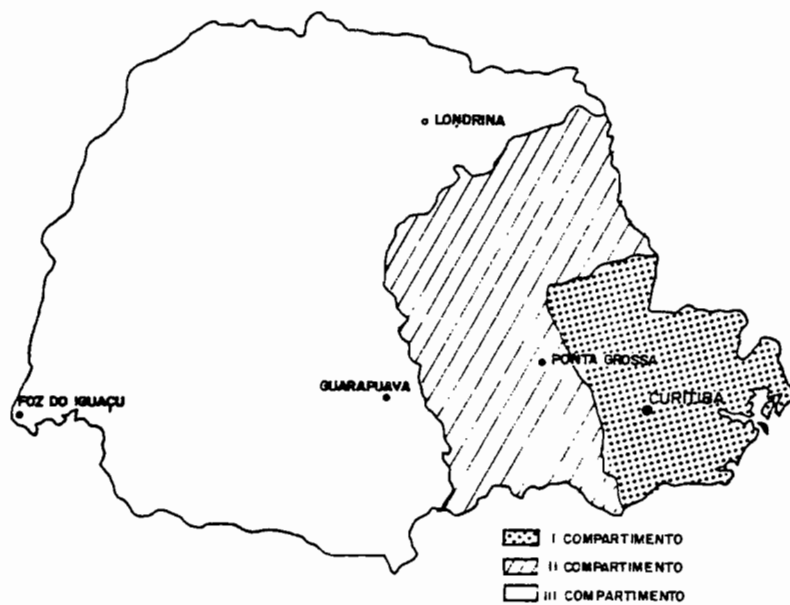 LONDRINA
PONTA GROSSA
GUARAPUAVA
CURITIBA
FOZ DO IGUAÇU
I COMPARTIMENTO
II COMPARTIMENTO
III COMPARTIMENTO